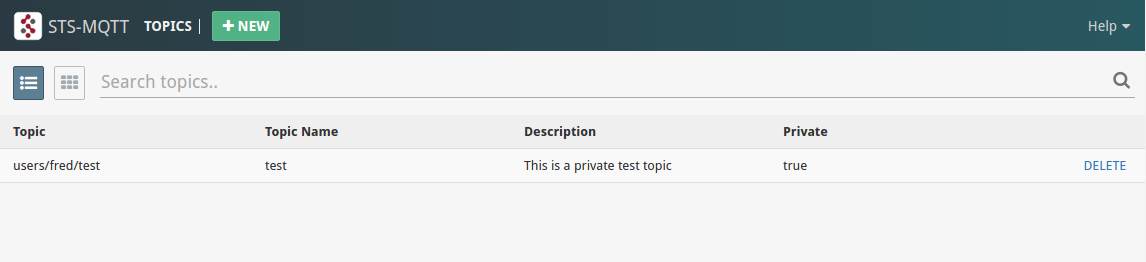 STS-MQTT TOPICS + NEW Help
Search topics..
Topic Topic Name Description Private
users/fred/test test This is a private test topic true DELETE